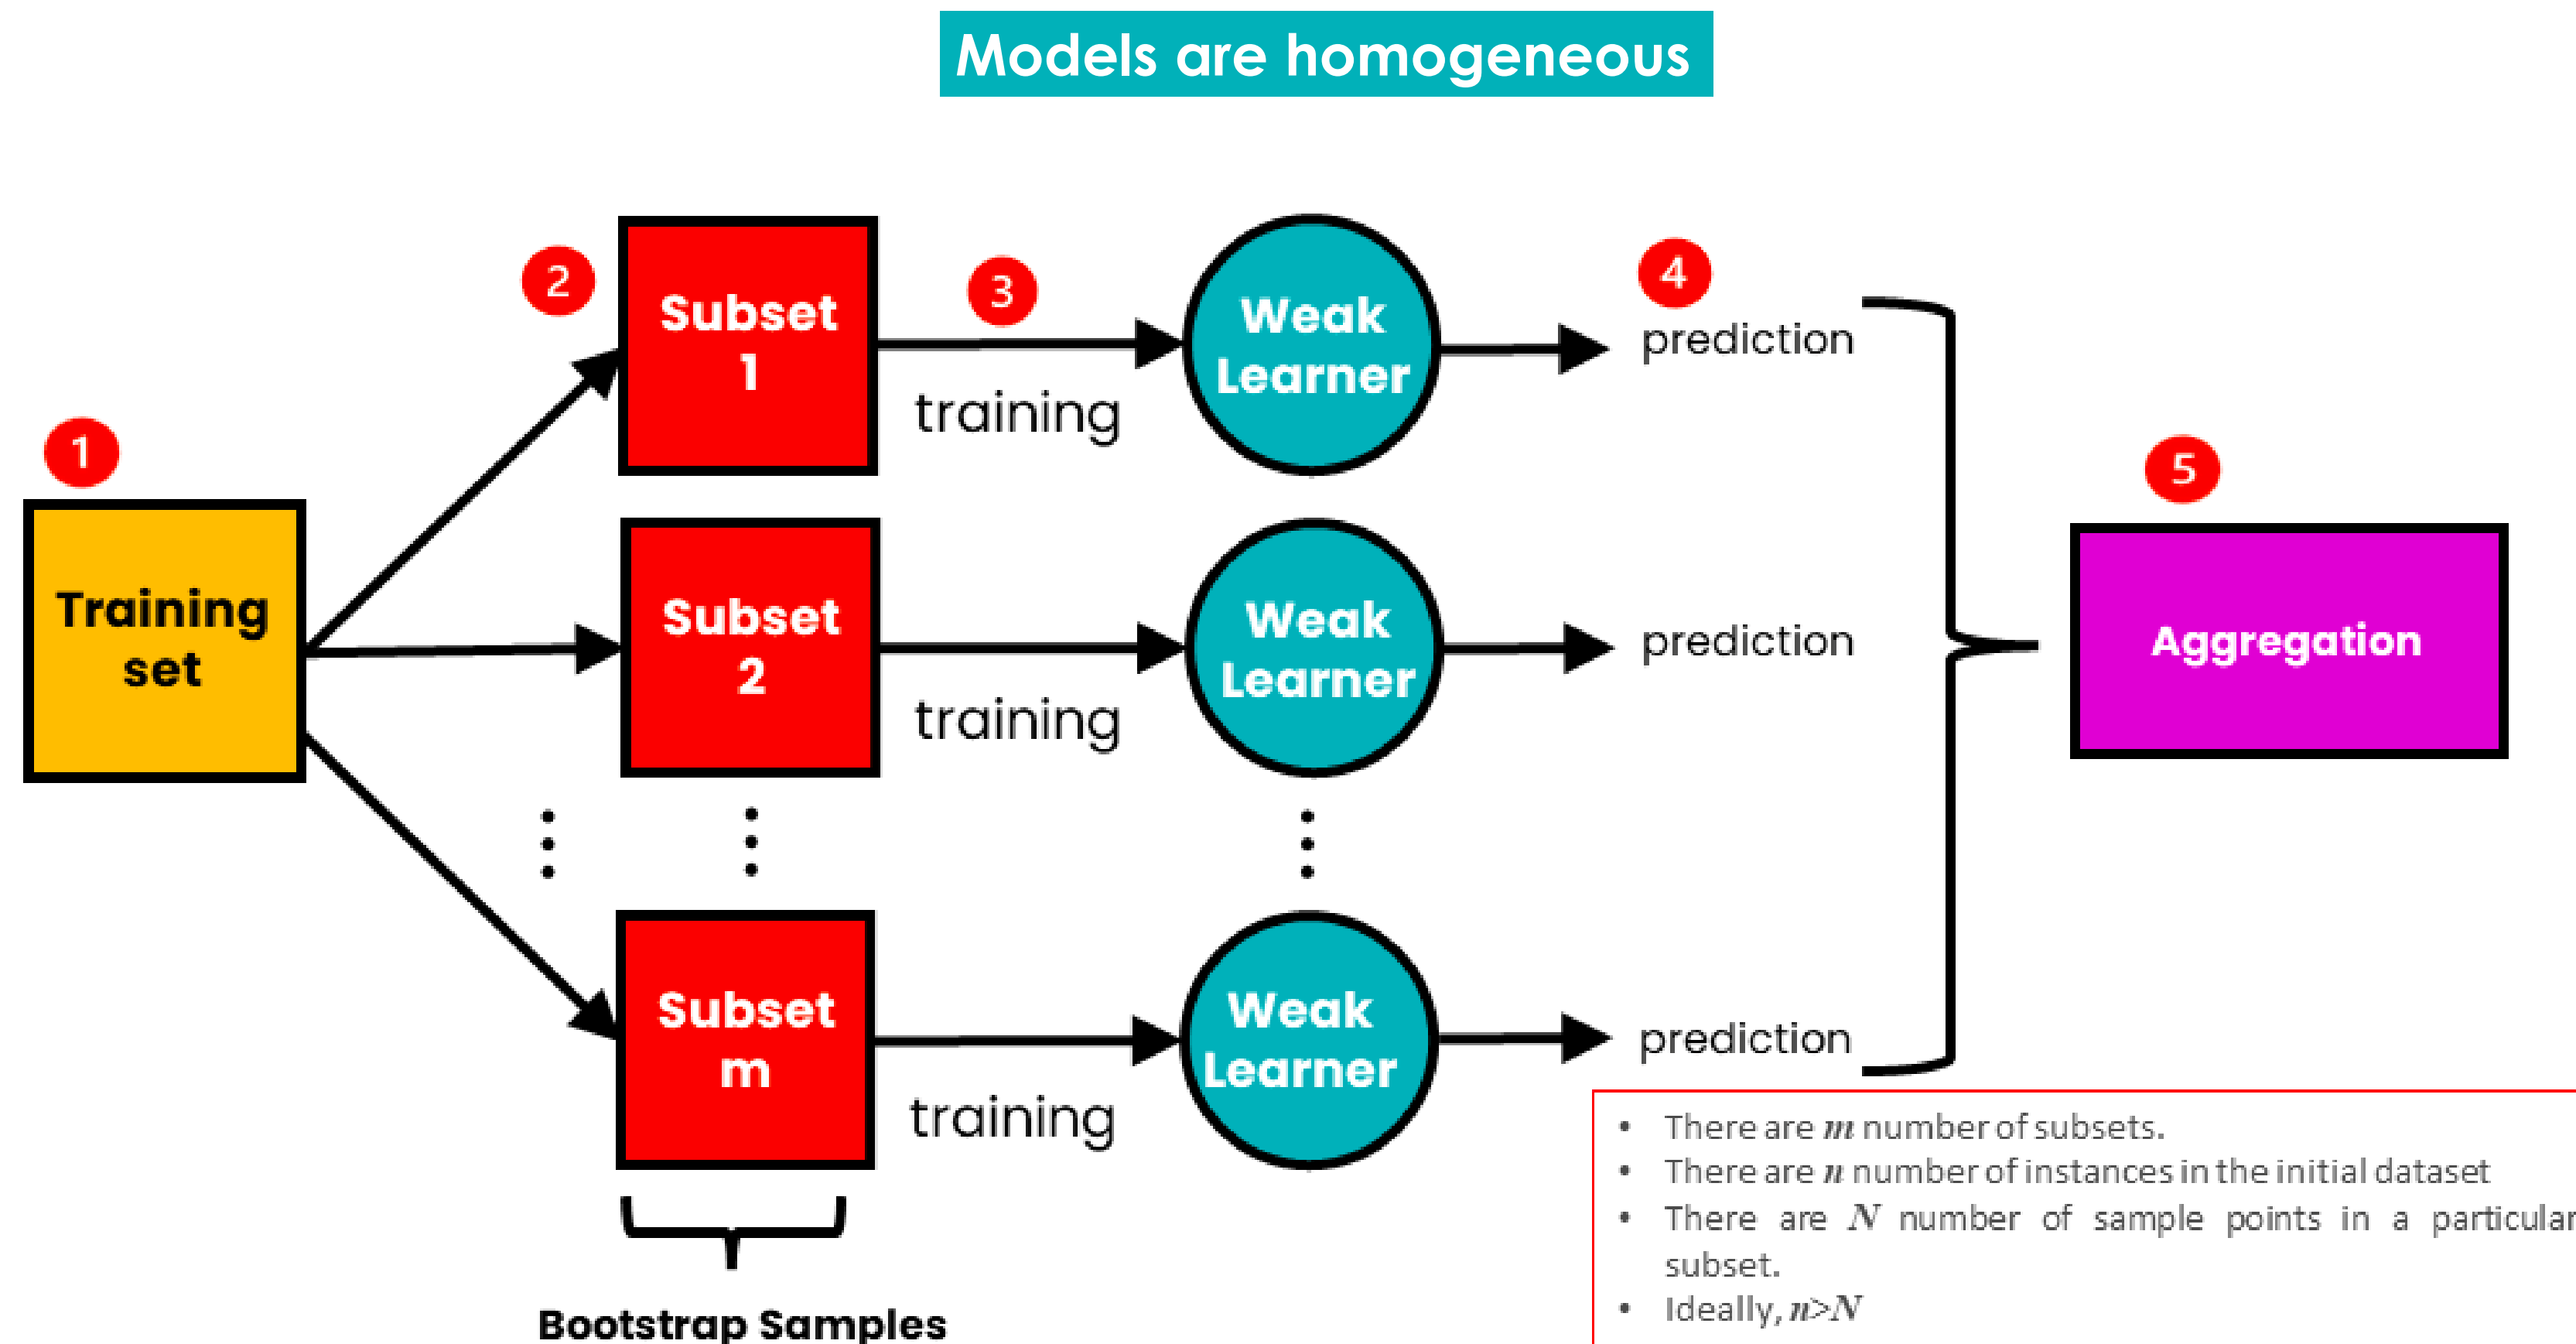 Models are homogeneous
1
Training
set
2
Subset
1
3
training
Weak
Learner
4
prediction
Subset
2
training
Weak
Learner
prediction
Subset
m
training
Weak
Learner
prediction
5
Aggregation
Bootstrap Samples
• There are m number of subsets.
• There are n number of instances in the initial dataset
• There are N number of sample points in a particular
subset.
• Ideally, n>N